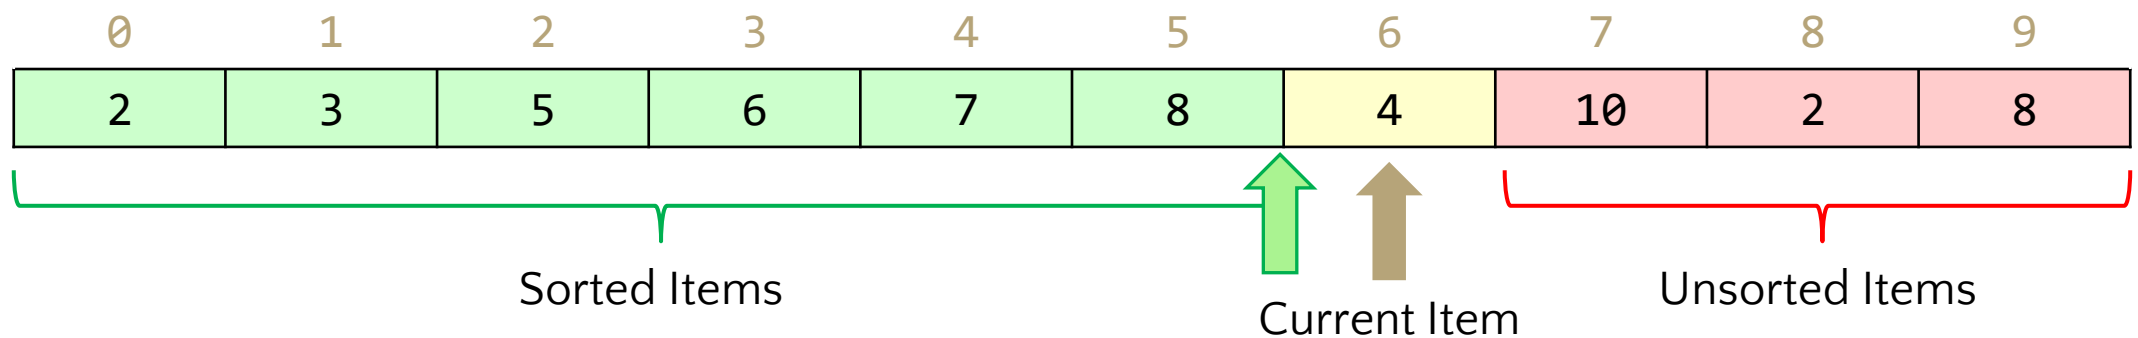 0 1 2 3 4 5 6 7 8 9
2 3 5 6 7 8 4 10 2 8
Sorted Items
Current Item
Unsorted Items